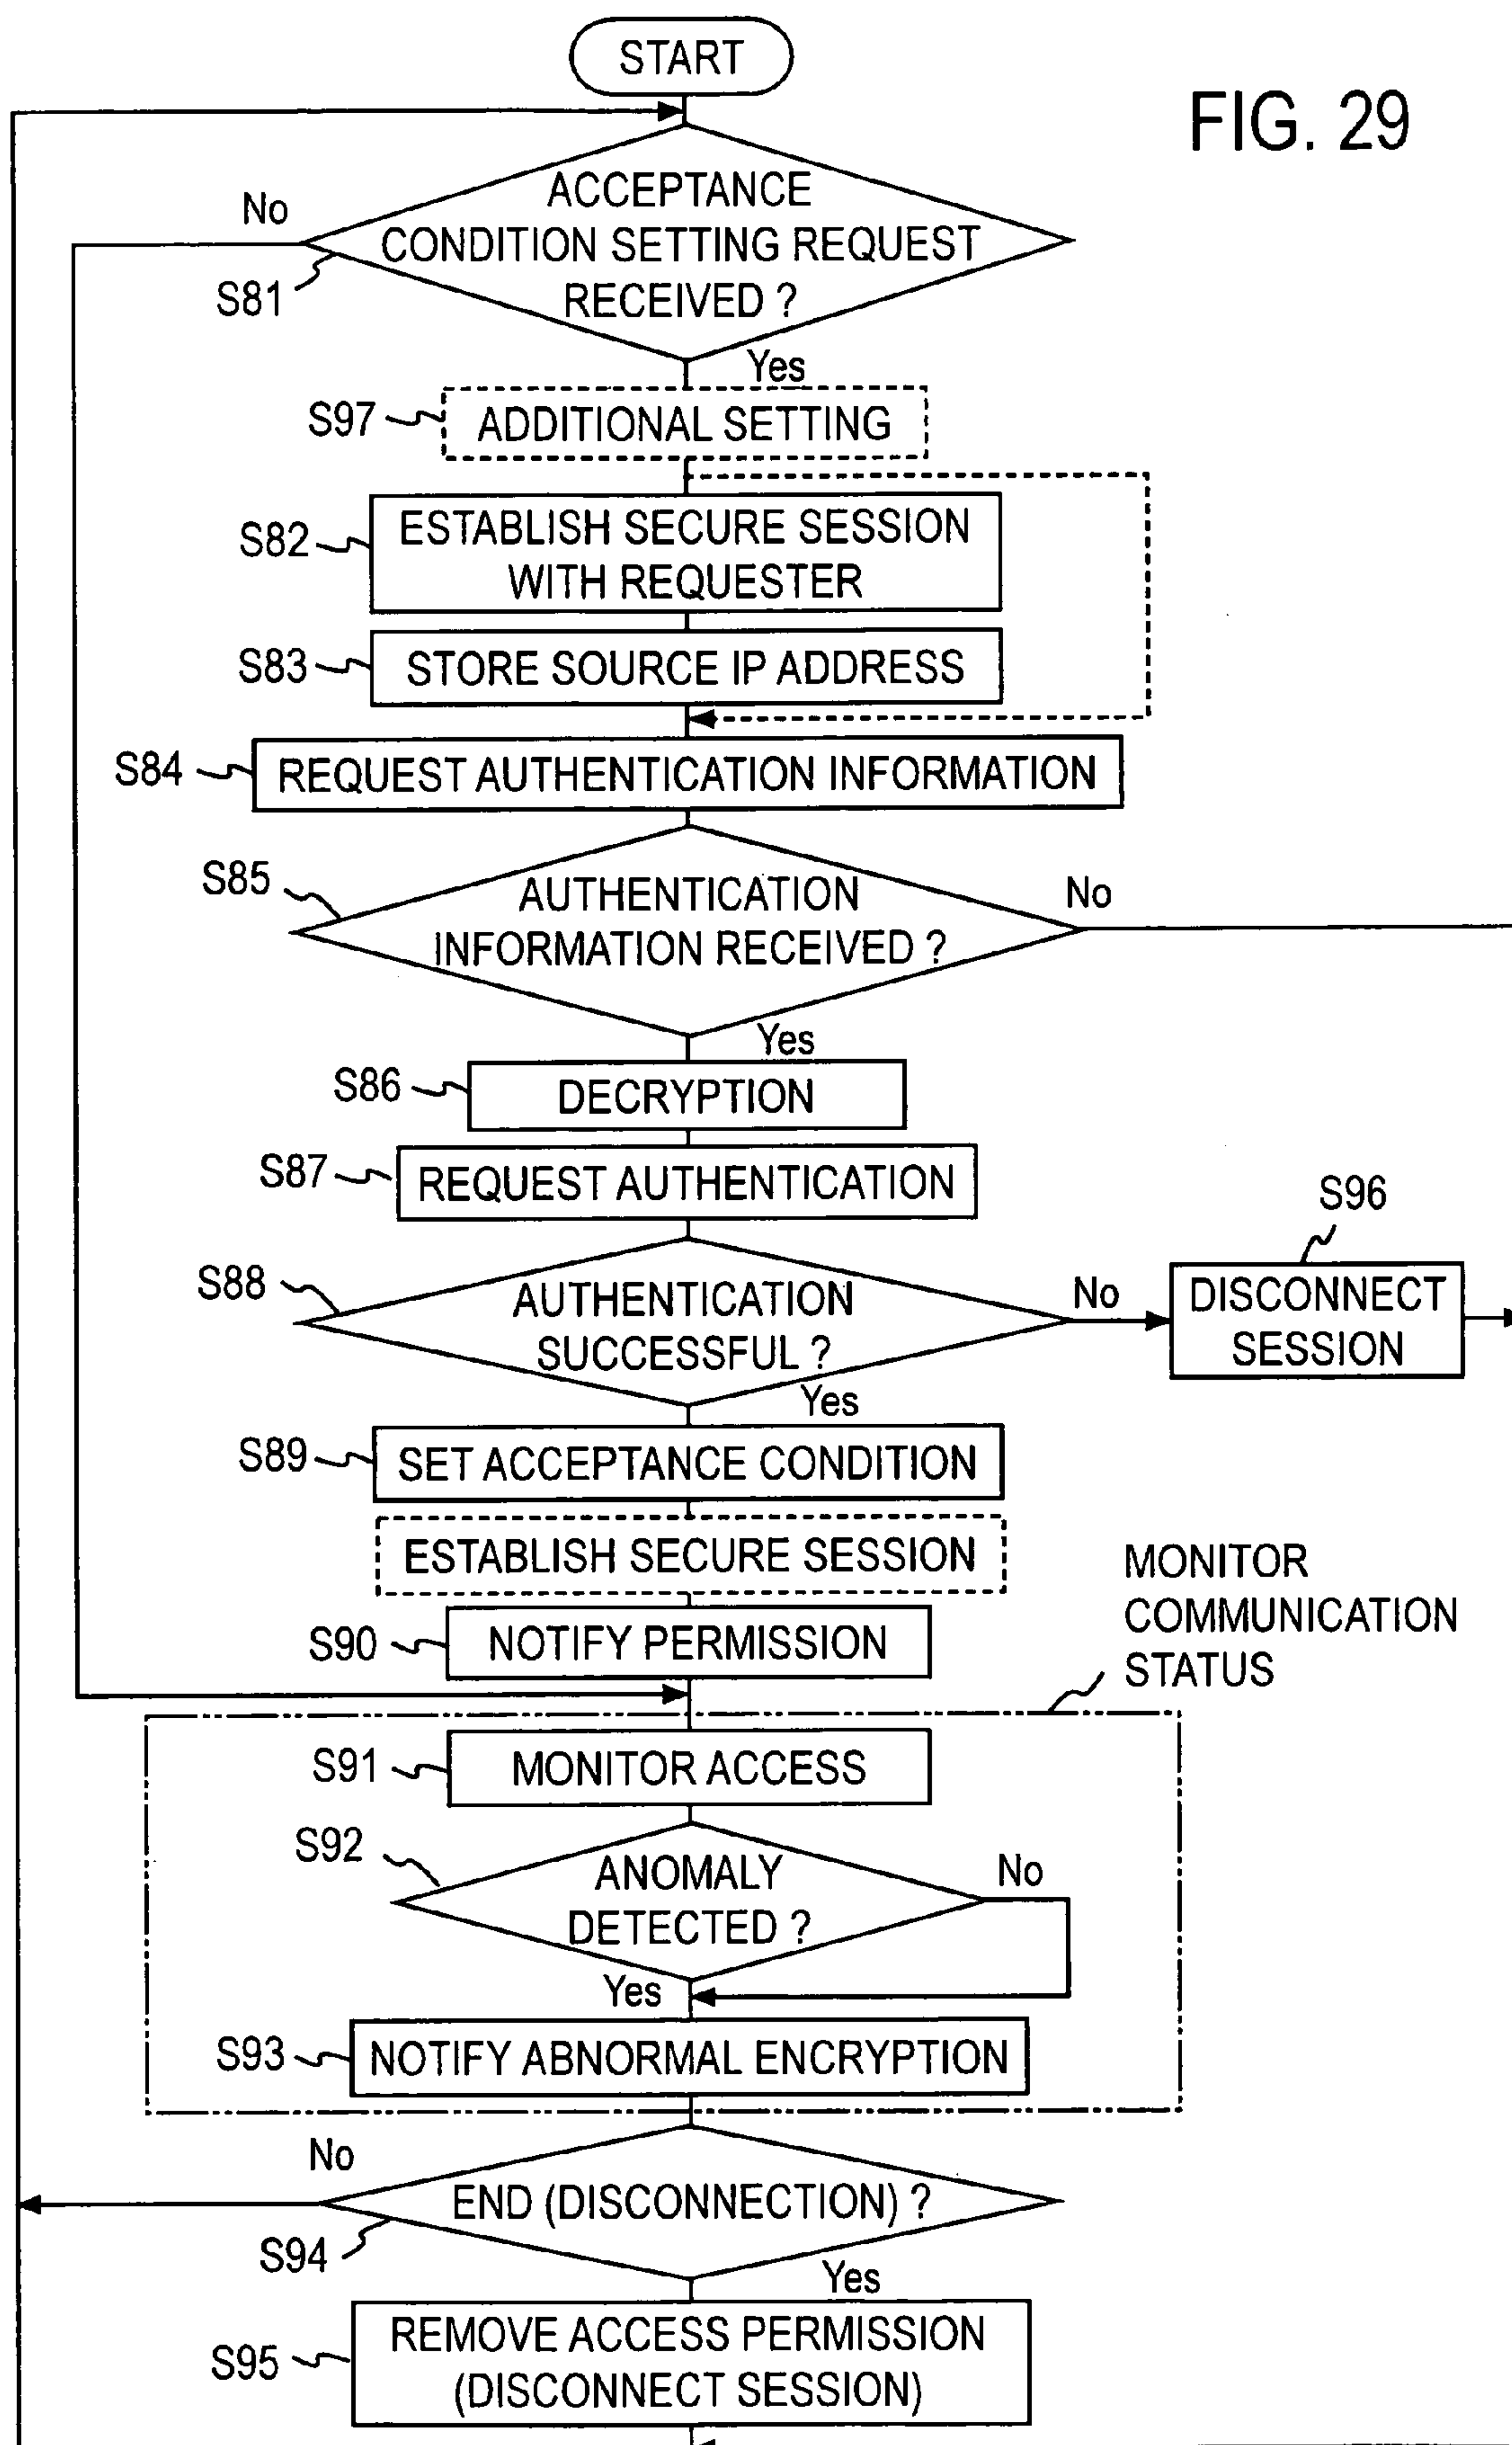 START
FIG. 29
No
ACCEPTANCE
CONDITION SETTING REQUEST
RECEIVED ?
S81
Yes
S97
ADDITIONAL SETTING
S82
ESTABLISH SECURE SESSION
WITH REQUESTER
S83
STORE SOURCE IP ADDRESS
S84
REQUEST AUTHENTICATION INFORMATION
S85
AUTHENTICATION
INFORMATION RECEIVED ?
No
Yes
S86
DECRYPTION
S87
REQUEST AUTHENTICATION
S88
AUTHENTICATION
SUCCESSFUL ?
No
S96
DISCONNECT
SESSION
Yes
S89
SET ACCEPTANCE CONDITION
ESTABLISH SECURE SESSION
S90
NOTIFY PERMISSION
MONITOR
COMMUNICATION
STATUS
S91
MONITOR ACCESS
S92
ANOMALY
DETECTED ?
No
Yes
S93
NOTIFY ABNORMAL ENCRYPTION
No
END (DISCONNECTION) ?
S94
Yes
S95
REMOVE ACCESS PERMISSION
(DISCONNECT SESSION)